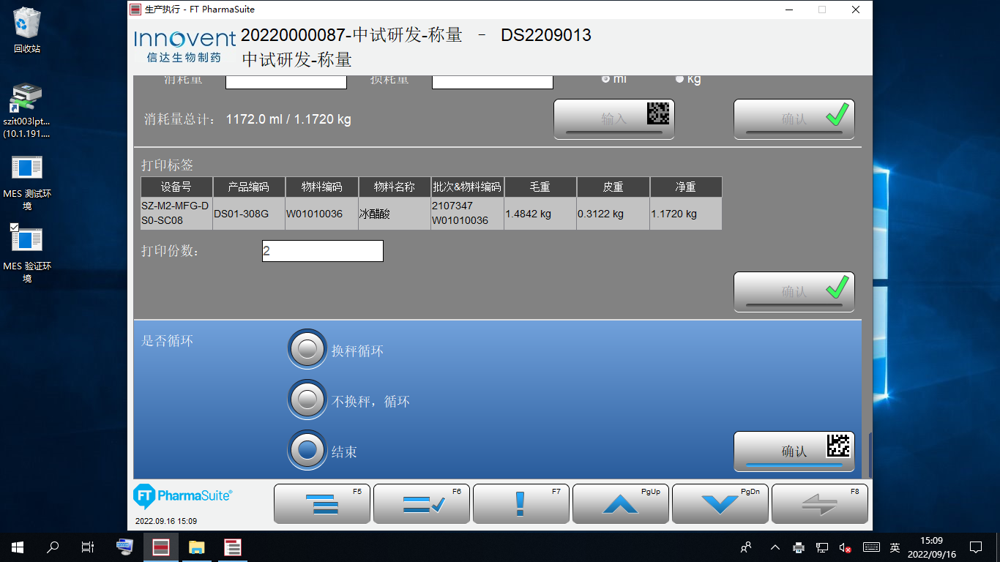 回收站
szit003lpt...
(10.1.191....
MES 测试环
境
MES 验证环
境
生产执行 - FT PharmaSuite
Innovent
信达生物制药
20220000087-中试研发-称量 - DS2209013
中试研发-称量
消耗量 损耗量 ml kg
消耗量总计： 1172.0 ml / 1.1720 kg 输入 确认
打印标签
设备号 产品编码 物料编码 物料名称 批次&物料编码 毛重 皮重 净重
SZ-M2-MFG-D
S0-SC08
DS01-308G W01010036 冰醋酸
2107347
W01010036
1.4842 kg 0.3122 kg 1.1720 kg
打印份数： 2
确认
是否循环
换秤循环
不换秤，循环
结束
确认
FT PharmaSuite
2022.09.16 15:09
F5 F6 F7 PgUp PgDn F8
英
15:09
2022/09/16